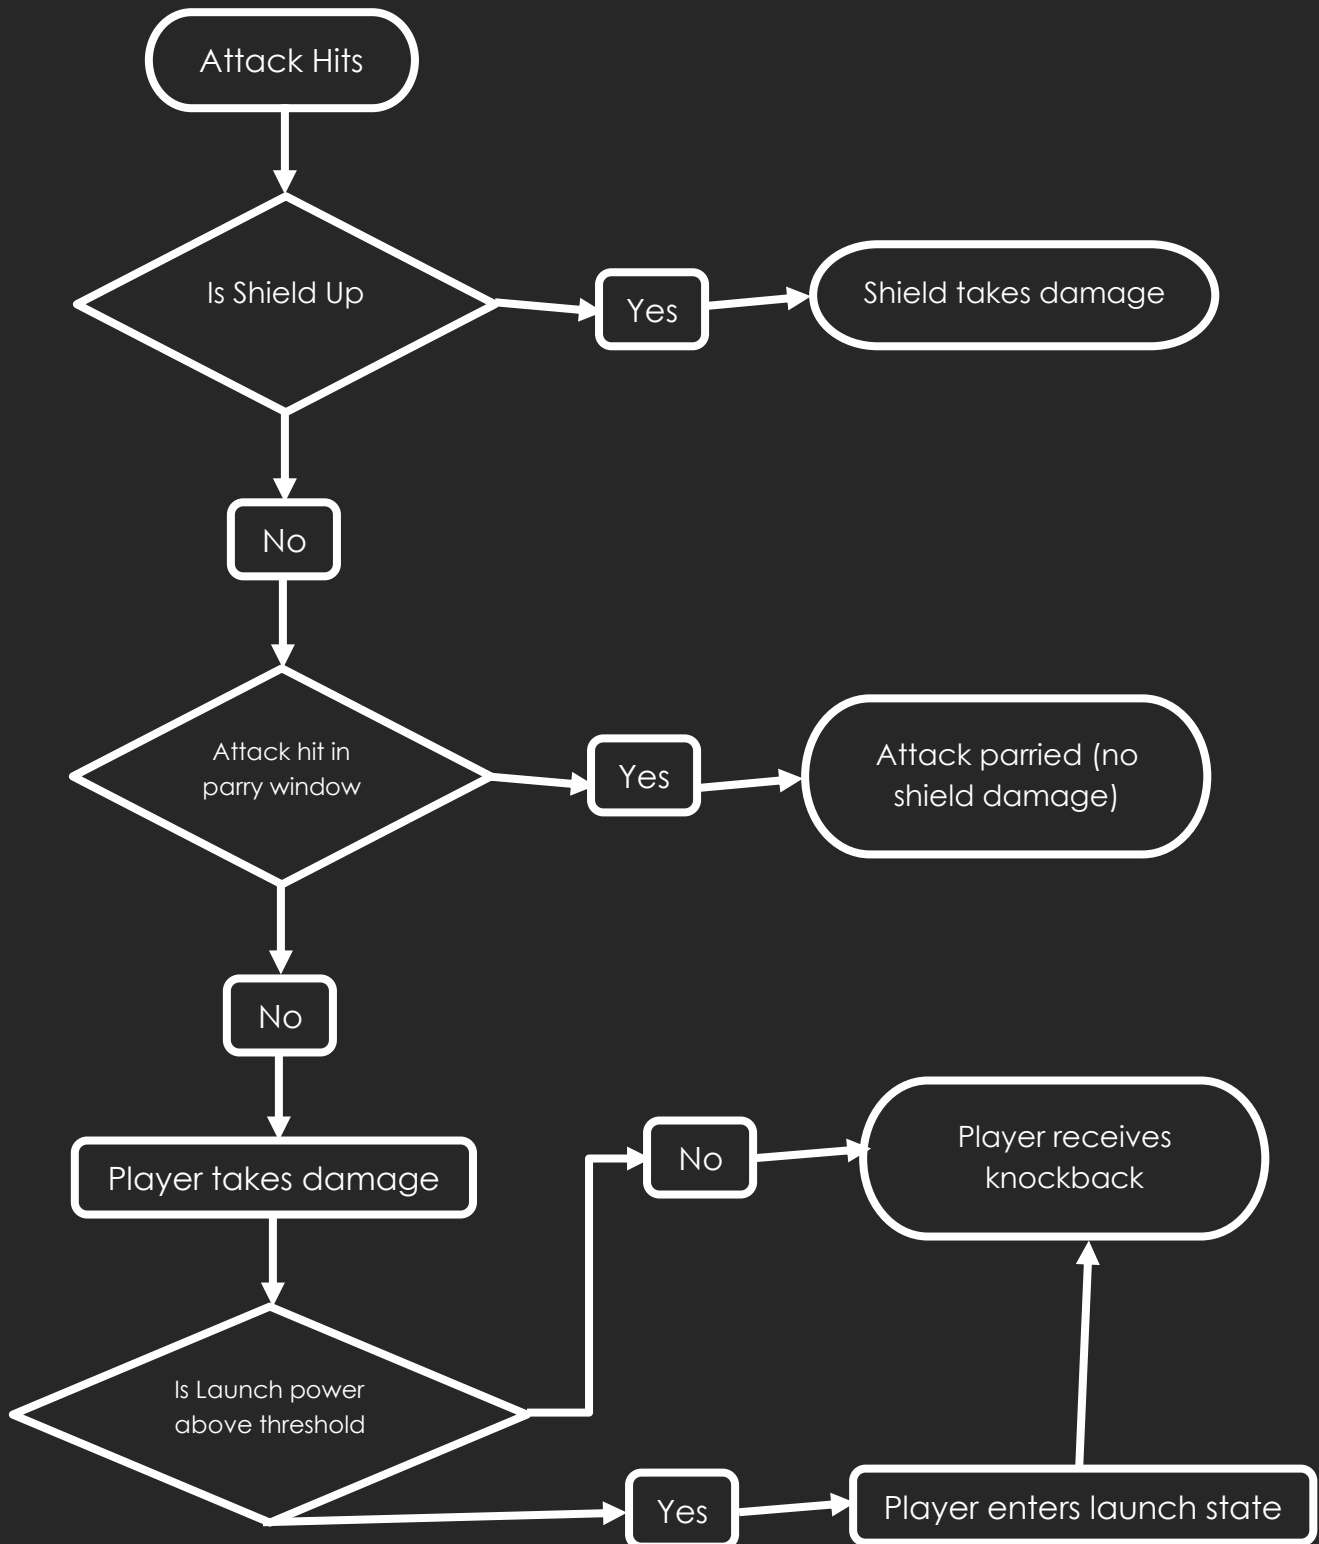 Attack Hits
Is Shield Up
Yes
Shield takes damage
No
Attack hit in
parry window
Yes
Attack parried (no
shield damage)
No
Player takes damage
No
Player receives
knockback
Is Launch power
above threshold
Yes
Player enters launch state